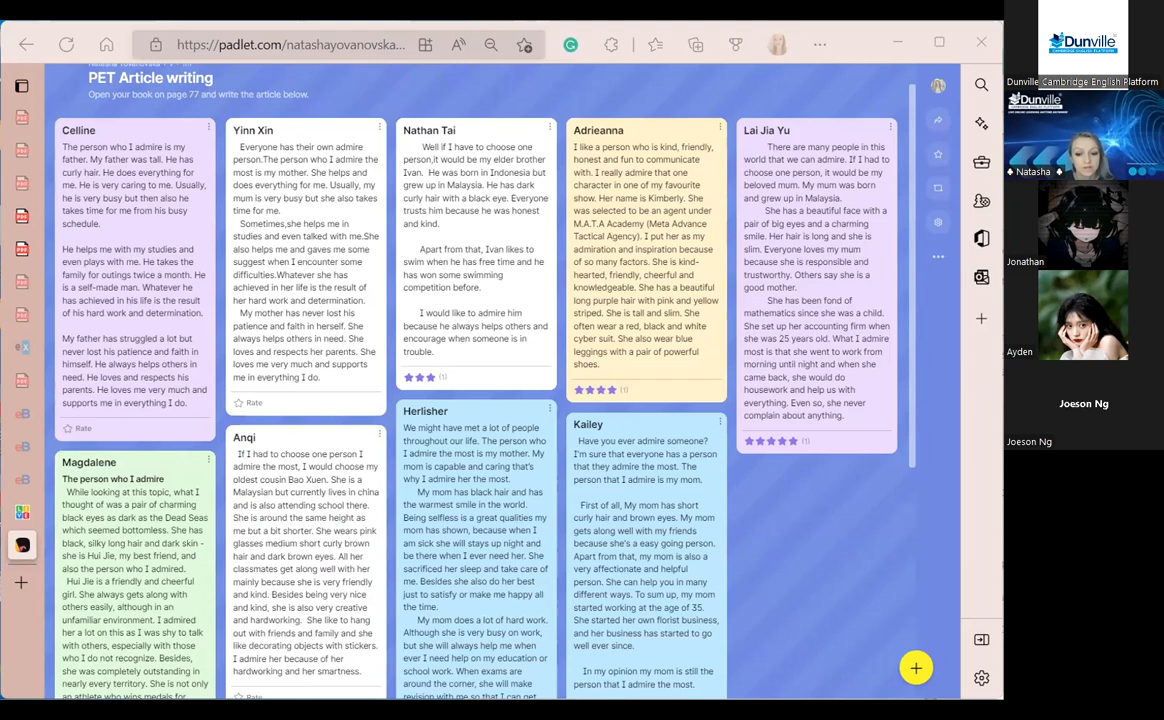 https://padlet.com/natashayovanovska...
PET Article writing
Open your book on page 77 and write the article below.
Celline
The person who I admire is my
father. My father was tall. He has
curly hair. He does everything for
me. He is very caring to me. Usually,
he is very busy but then also he
takes time for me from his busy
schedule.
He helps me with my studies and
even plays with me. He takes the
family for outings twice a month. He
is a self-made man. Whatever he
has achieved in his life is the result
of his hard work and determination.
My father has struggled a lot but
never lost his patience and faith in
himself. He always helps others in
need. He loves and respects his
parents. He loves me very much and
supports me in everything I do.
Rate
Magdalene
The person who I admire
While looking at this topic, what I
thought of was a pair of charming
black eyes as dark as the Dead Seas
which seemed bottomless. She has
black, silky long hair and dark skin -
she is Hui Jie, my best friend, and
also the person who I admired.
Hui Jie is a friendly and cheerful
girl. She always gets along with
others easily, although in an
unfamiliar environment. I admired
her a lot on this as I was shy to talk
with others, especially with those
who I do not recognize. Besides,
she was completely outstanding in
nearly every territory. She is not only
an athlete who wins medals for
Yinn Xin
Everyone has their own admire
person.The person who I admire the
most is my mother. She helps and
does everything for me. Usually, my
mum is very busy but she also takes
time for me.
Sometimes,she helps me in
studies and even talked with me.She
also helps me and gaves me some
suggest when I encounter some
difficulties.Whatever she has
achieved in her life is the result of
her hard work and determination.
My mother has never lost his
patience and faith in herself. She
always helps others in need. She
loves and respects her parents. She
loves me very much and supports
me in everything I do.
Rate
Anqi
If I had to choose one person I
admire the most, I would choose my
oldest cousin Bao Xuen. She is a
Malaysian but currently lives in china
and is also attending school there.
She is around the same height as
me but a bit shorter. She wears pink
glasses medium short curly brown
hair and dark brown eyes. All her
classmates get along well with her
mainly because she is very friendly
and kind. Besides being very nice
and kind, she is also very creative
and hardworking. She like to hang
out with friends and family and she
like decorating objects with stickers.
I admire her because of her
hardworking and her smartness.
Rate
Nathan Tai
Well if I have to choose one
person,it would be my elder brother
Ivan. He was born in Indonesia but
grew up in Malaysia. He has dark
curly hair with a black eye. Everyone
trusts him because he was honest
and kind.
Apart from that, Ivan likes to
swim when he has free time and he
has won some swimming
competition before.
I would like to admire him
because he always helps others and
encourage when someone is in
trouble.
(1)
Herlisher
We might have met a lot of people
throughout our life. The person who
I admire the most is my mother. My
mom is capable and caring that's
why I admire her the most.
My mom has black hair and has
the warmest smile in the world.
Being selfless is a great qualities my
mom has shown, because when I
am sick she will stays up night and
be there when I ever need her. She
sacrificed her sleep and take care of
me. Besides she also do her best
just to satisfy or make me happy all
the time.
My mom does a lot of hard work.
Although she is very busy on work,
but she will always help me when
ever I need help on my education or
school work. When exams are
around the corner, she will make
revision with me so that I can get
Adrieanna
I like a person who is kind, friendly,
honest and fun to communicate
with. I really admire that one
character in one of my favourite
show. Her name is Kimberly. She
was selected to be an agent under
M.A.T.A Academy (Meta Advance
Tactical Agency). I put her as my
admiration and inspiration because
of so many factors. She is kind-
hearted, friendly, cheerful and
knowledgeable. She has a beautiful
long purple hair with pink and yellow
striped. She is tall and slim. She
often wear a red, black and white
cyber suit. She also wear blue
leggings with a pair of powerful
shoes.
(1)
Kailey
Have you ever admire someone?
I'm sure that everyone has a person
that they admire the most. The
person that I admire is my mom.
First of all, My mom has short
curly hair and brown eyes. My mom
gets along well with my friends
because she's a easy going person.
Apart from that, my mom is also a
very affectionate and helpful
person. She can help you in many
different ways. To sum up, my mom
started working at the age of 35.
She started her own florist business,
and her business has started to go
well ever since.
In my opinion my mom is still the
person that I admire the most.
Lai Jia Yu
There are many people in this
world that we can admire. If I had to
choose one person, it would be my
beloved mum. My mum was born
and grew up in Malaysia.
She has a beautiful face with a
pair of big eyes and a charming
smile. Her hair is long and she is
slim. Everyone loves my mum
because she is responsible and
trustworthy. Others say she is a
good mother.
She has been fond of
mathematics since she was a child.
She set up her accounting firm when
she was 25 years old. What I admire
most is that she went to work from
morning until night and when she
came back, she would do
housework and help us with
everything. Even so, she never
complain about anything.
(1)
Dunville
CAMBRIDGE ENGLISH PLATFORM
Dunville Cambridge English Platform
Dunville
Natasha
Jonathan
Ayden
Joeson Ng
Joeson Ng